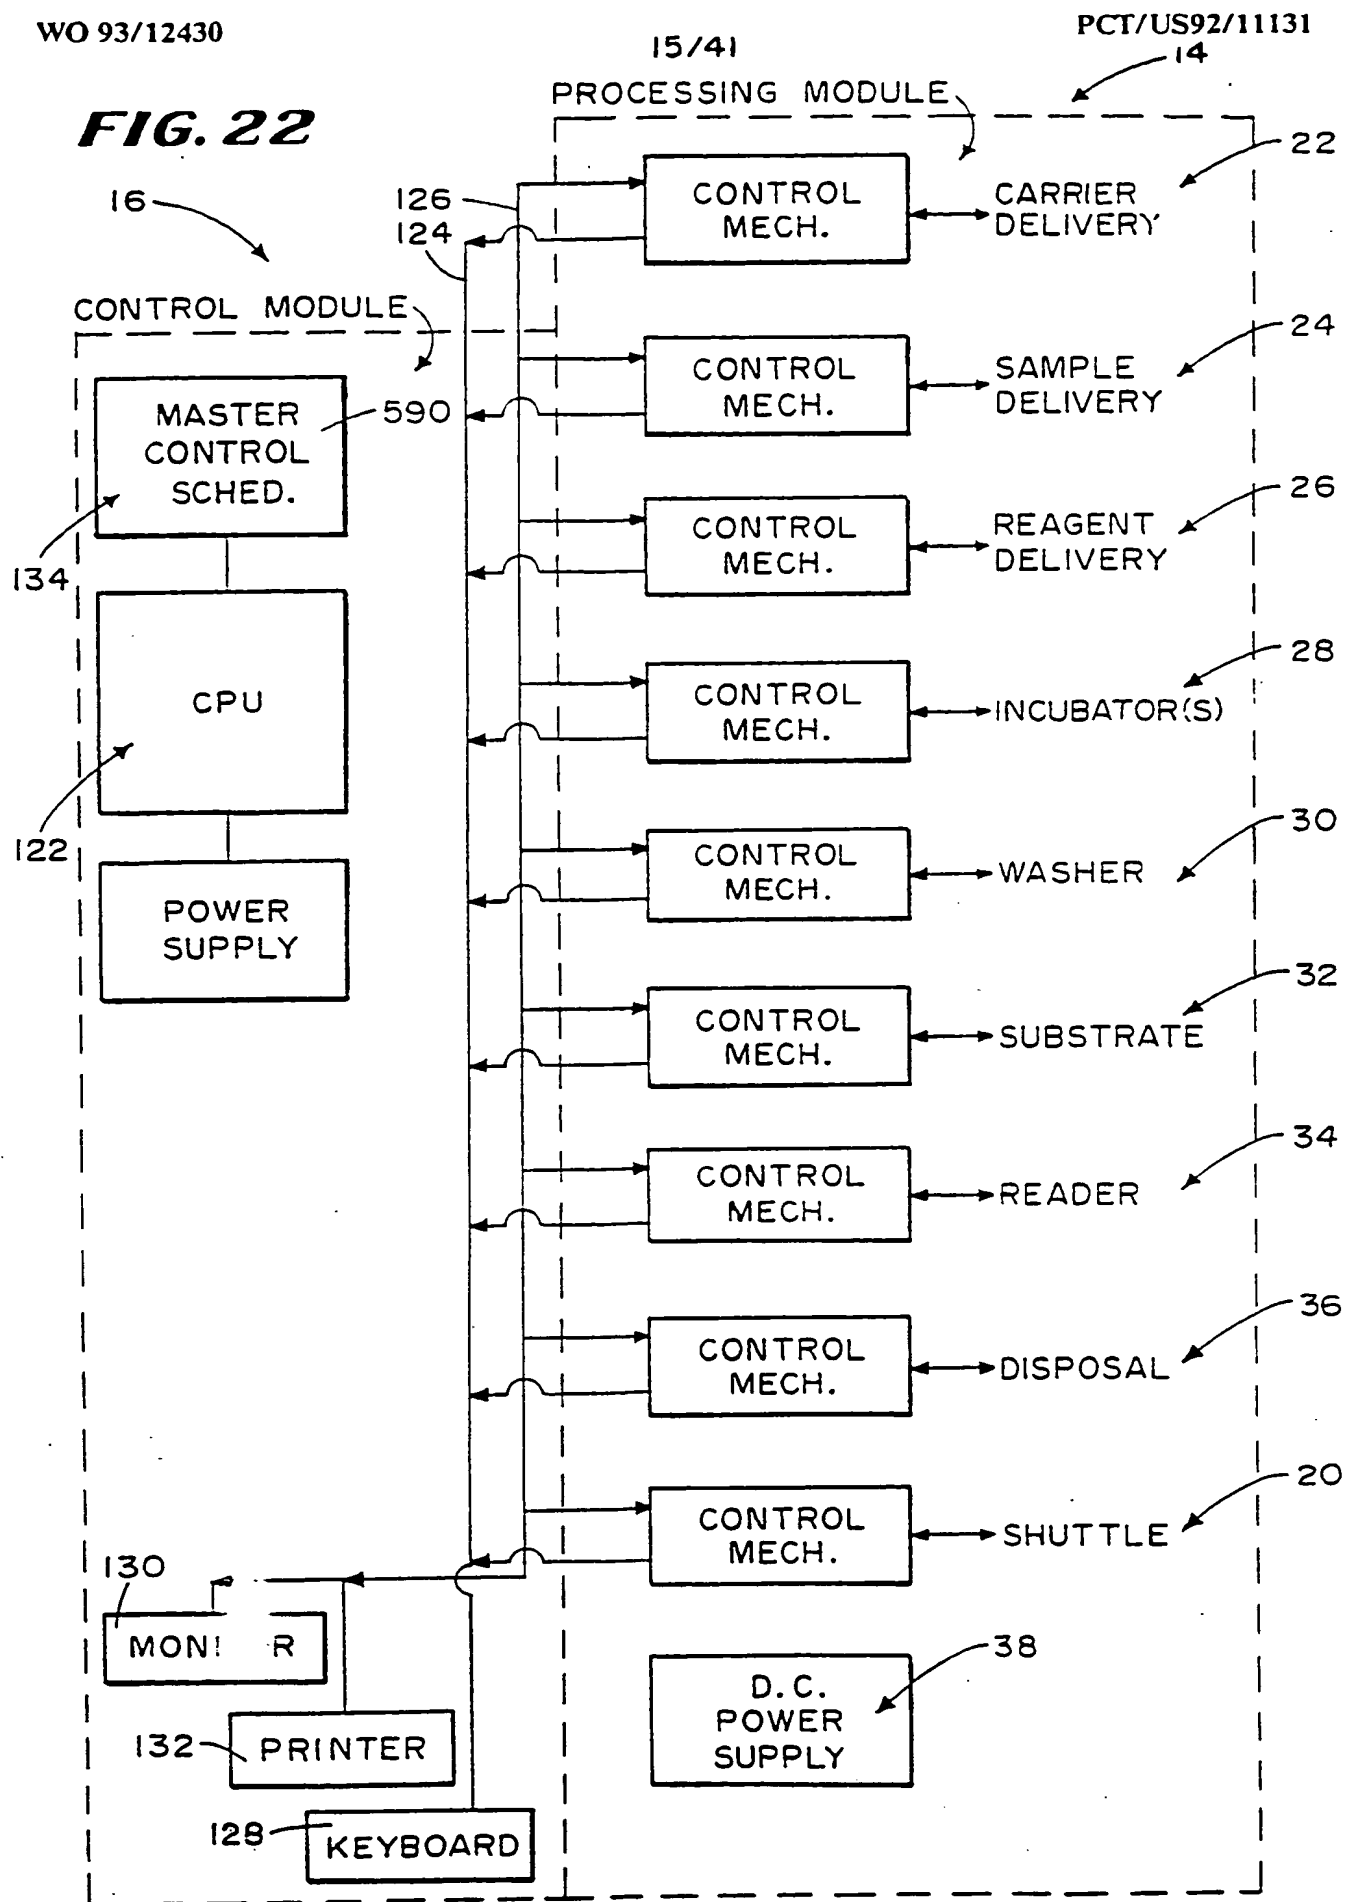 WO 93/12430
PCT/US92/11131
15/41
14
PROCESSING MODULE
FIG. 22
22
126
CONTROL
MECH.
CARRIER
DELIVERY
16
124
CONTROL MODULE
24
CONTROL
MECH.
SAMPLE
DELIVERY
MASTER
CONTROL
SCHED.
590
26
CONTROL
MECH.
REAGENT
DELIVERY
134
28
CPU
CONTROL
MECH.
INCUBATOR(S)
122
30
CONTROL
MECH.
WASHER
POWER
SUPPLY
32
CONTROL
MECH.
SUBSTRATE
34
CONTROL
MECH.
READER
36
CONTROL
MECH.
DISPOSAL
20
CONTROL
MECH.
SHUTTLE
130
38
D.C.
POWER
SUPPLY
132
PRINTER
128
KEYBOARD